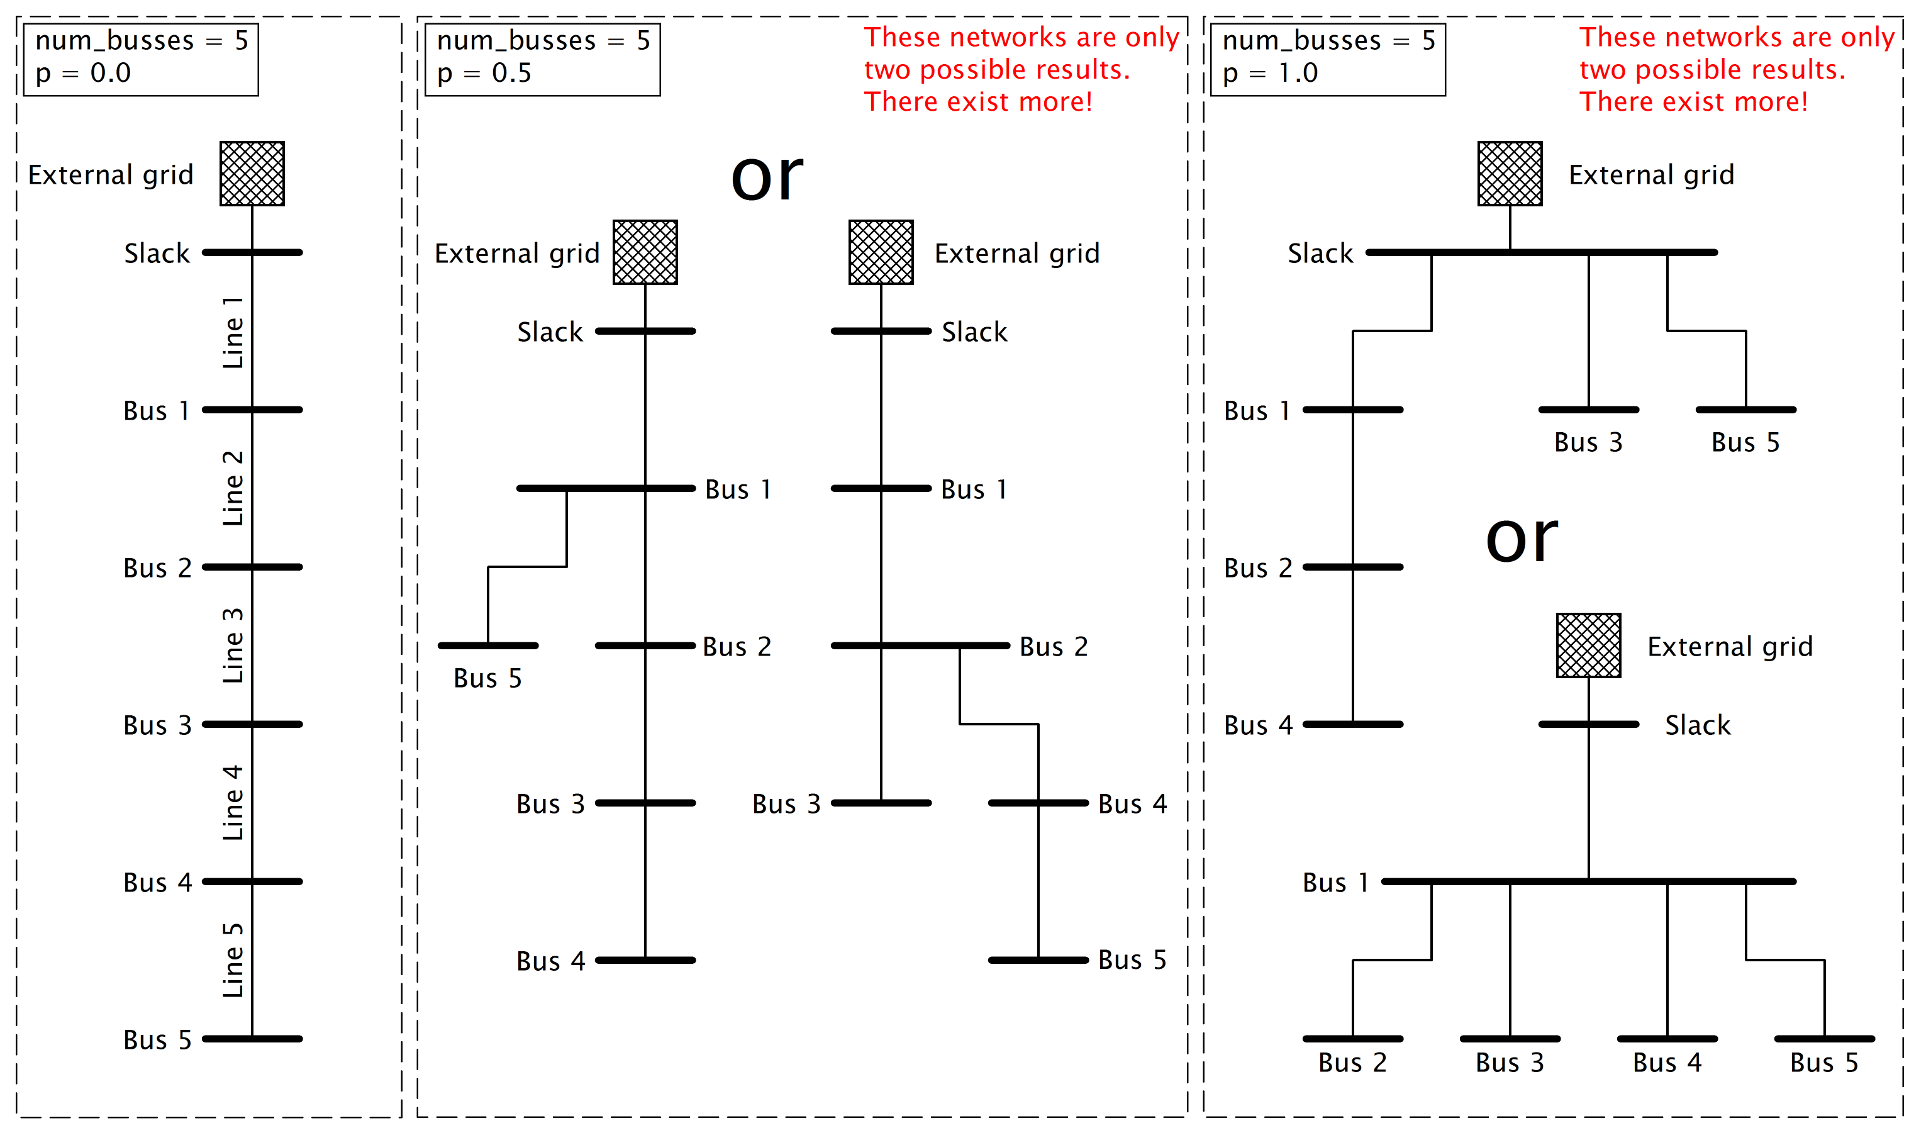 num_busses = 5
p = 0.0
External grid
Slack
Line 1
Bus 1
Line 2
Bus 2
Line 3
Bus 3
Line 4
Bus 4
Line 5
Bus 5
num_busses = 5
p = 0.5
These networks are only
two possible results.
There exist more!
or
External grid
Slack
Bus 1
Bus 5
Bus 2
Bus 3
Bus 4
External grid
Slack
Bus 1
Bus 2
Bus 3
Bus 4
Bus 5
num_busses = 5
p = 1.0
These networks are only
two possible results.
There exist more!
External grid
Slack
Bus 1
Bus 3
Bus 5
Bus 2
Bus 4
or
External grid
Slack
Bus 1
Bus 2
Bus 3
Bus 4
Bus 5